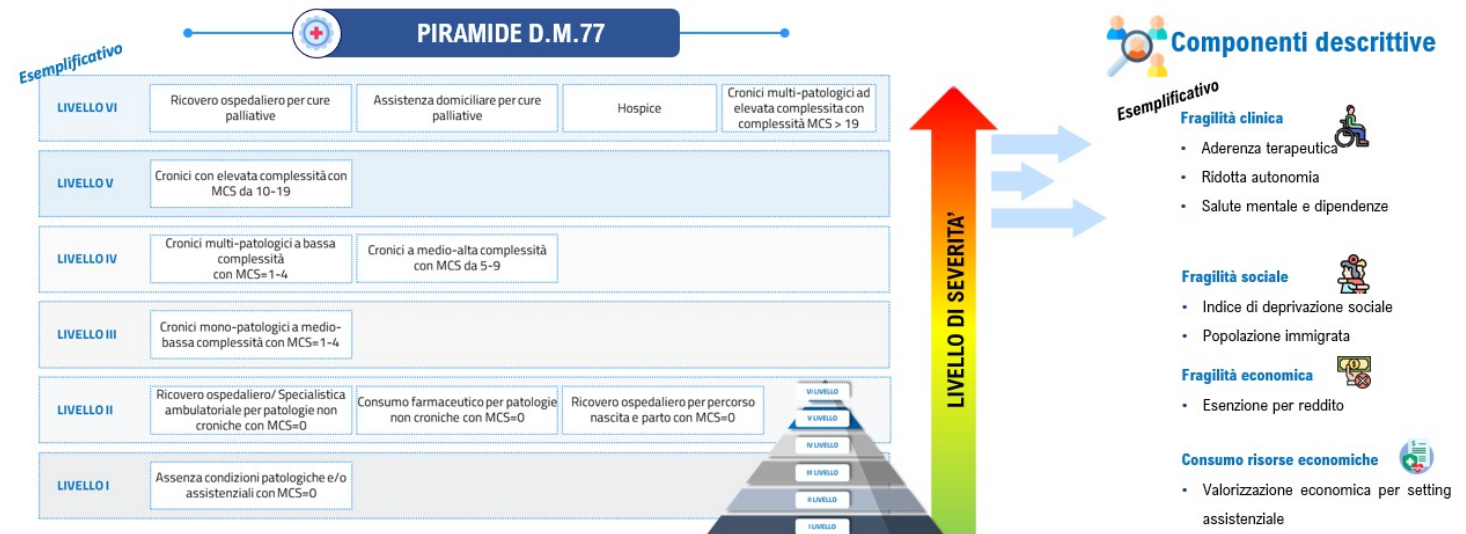 PIRAMIDE D.M.77
Esemplificativo
LIVELLO VI
Ricovero ospedaliero per cure
palliative
Assistenza domiciliare per cure
palliative
Hospice
Cronici multi-patologici ad
elevata complessita con
complessità MCS > 19
LIVELLO V
Cronici con elevata complessità con
MCS da 10-19
LIVELLO IV
Cronici multi-patologici a bassa
complessità
con MCS=1-4
Cronici a medio-alta complessità
con MCS da 5-9
LIVELLO III
Cronici mono-patologici a medio-
bassa complessità con MCS=1-4
LIVELLO II
Ricovero ospedaliero/ Specialistica
ambulatoriale per patologie non
croniche con MCS=0
Consumo farmaceutico per patologie
non croniche con MCS=0
Ricovero ospedaliero per percorso
nascita e parto con MCS=0
LIVELLO I
Assenza condizioni patologiche e/o
assistenziali con MCS=0
VI LIVELLO
V LIVELLO
IV LIVELLO
III LIVELLO
II LIVELLO
I LIVELLO
LIVELLO DI SEVERITA'
Componenti descrittive
Esemplificativo
Fragilità clinica
• Aderenza terapeutica
• Ridotta autonomia
• Salute mentale e dipendenze
Fragilità sociale
• Indice di deprivazione sociale
• Popolazione immigrata
Fragilità economica
• Esenzione per reddito
Consumo risorse economiche
• Valorizzazione economica per setting
assistenziale